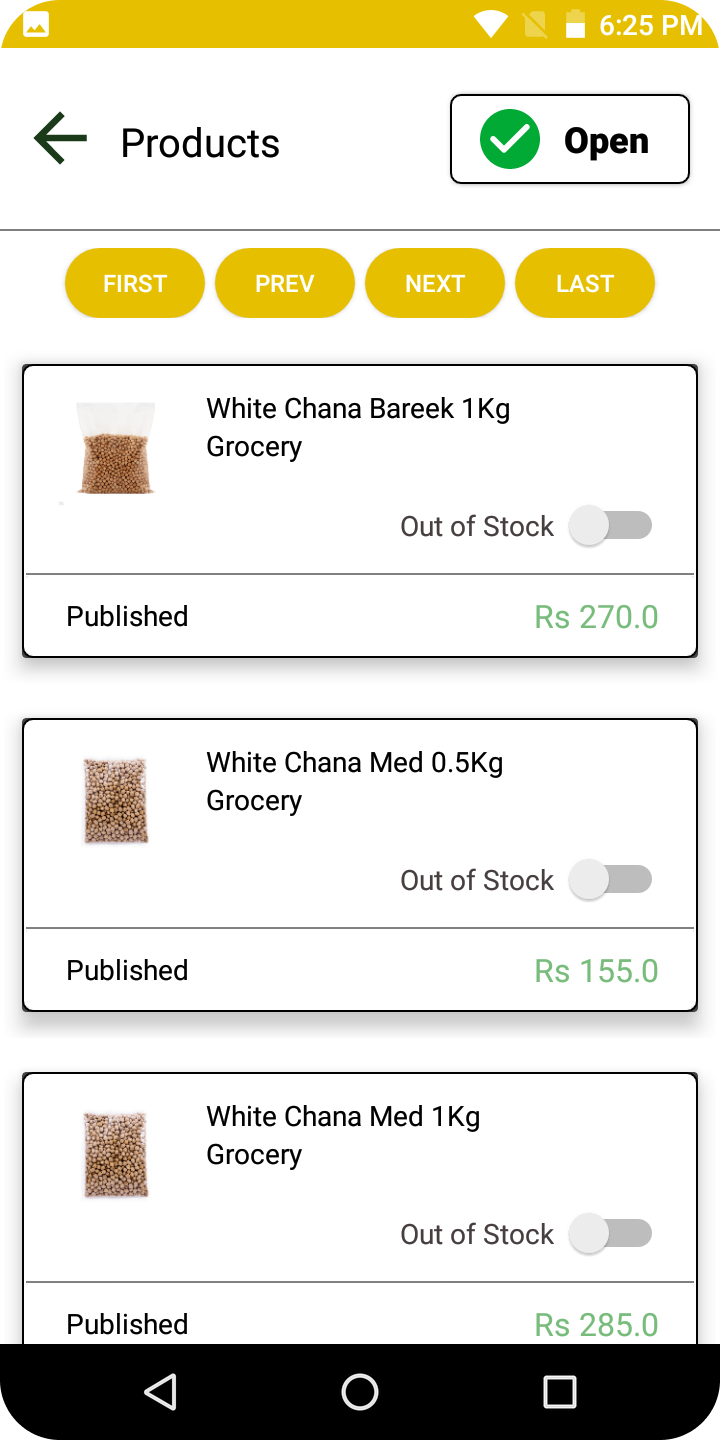 6:25 PM
Products
Open
FIRST PREV NEXT LAST
White Chana Bareek 1Kg
Grocery
Out of Stock
Published Rs 270.0
White Chana Med 0.5Kg
Grocery
Out of Stock
Published Rs 155.0
White Chana Med 1Kg
Grocery
Out of Stock
Published Rs 285.0